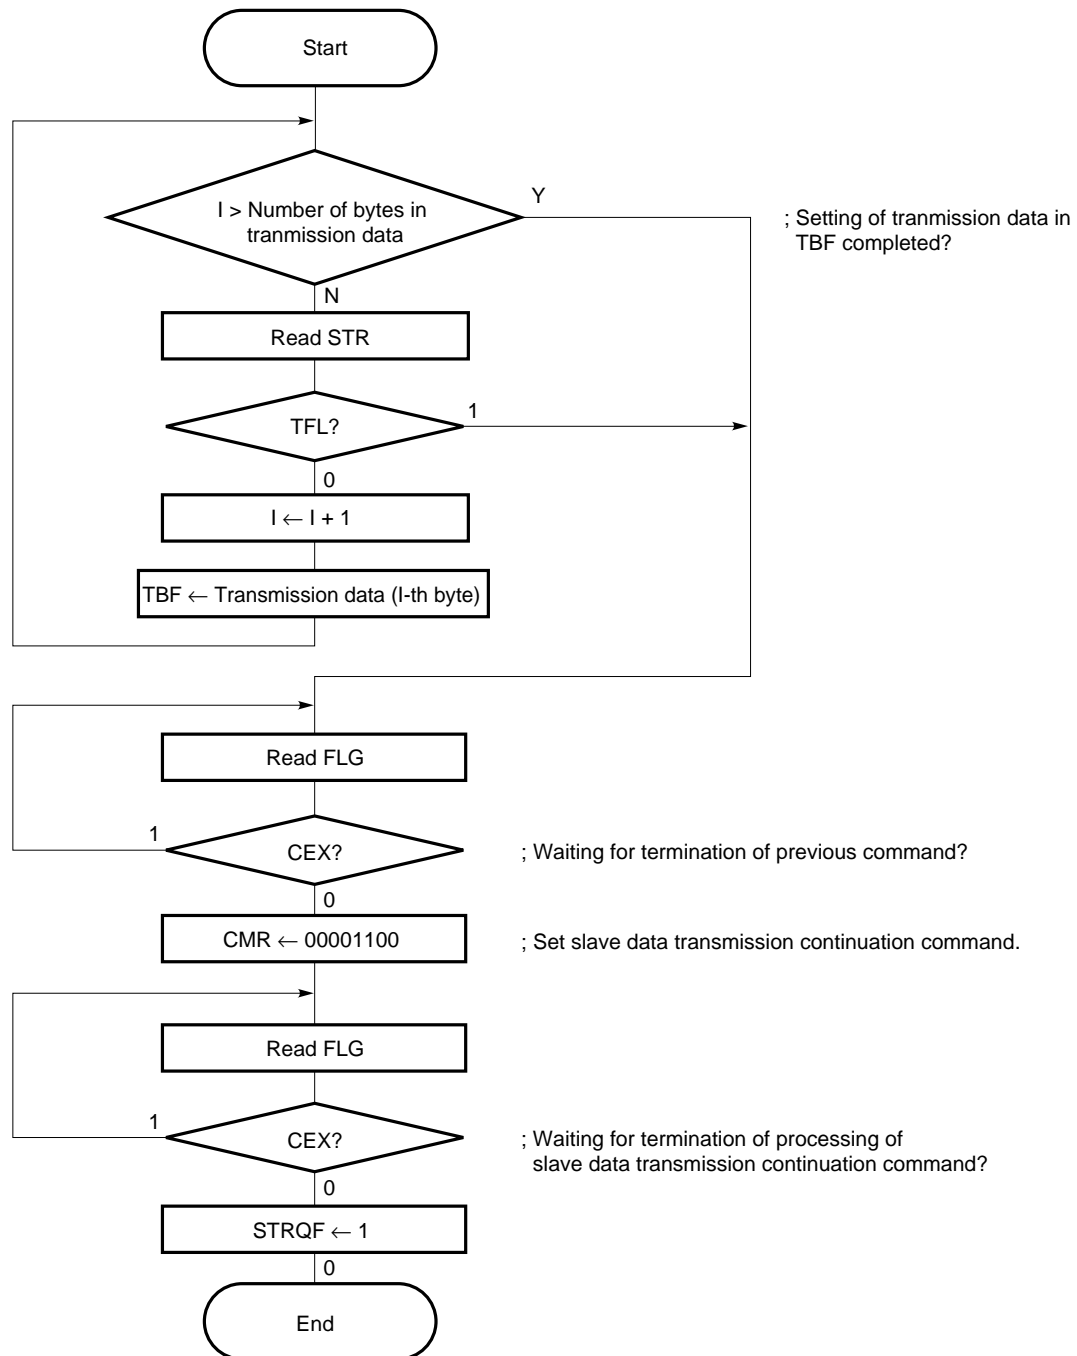 Start
I > Number of bytes in
tranmission data
Y
; Setting of tranmission data in
TBF completed?
N
Read STR
TFL?
1
0
I ← I + 1
TBF ← Transmission data (I-th byte)
Read FLG
1
CEX?
; Waiting for termination of previous command?
0
CMR ← 00001100
; Set slave data transmission continuation command.
Read FLG
1
CEX?
; Waiting for termination of processing of
slave data transmission continuation command?
0
STRQF ← 1
0
End